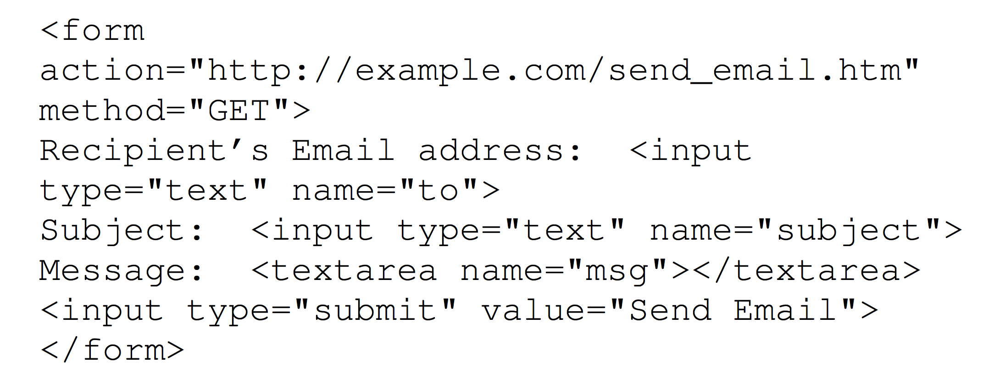 <form
action="http://example.com/send_email.htm"
method="GET">
Recipient’s Email address:  <input
type="text" name="to">
Subject:  <input type="text" name="subject">
Message:  <textarea name="msg"></textarea>
<input type="submit" value="Send Email">
</form>